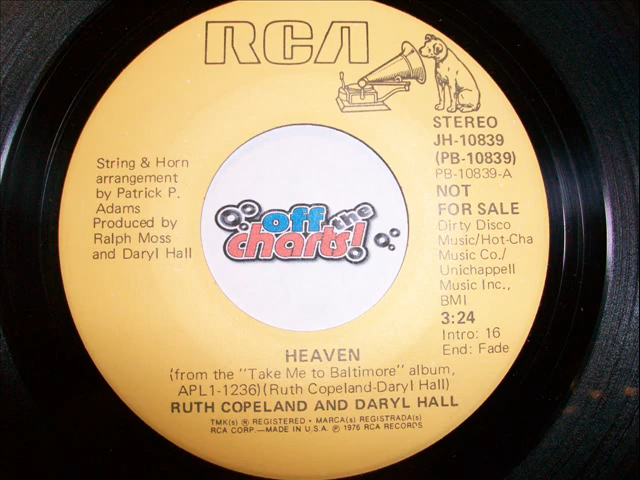 RCA
STEREO
JH-10839
(PB-10839)
PB-10839-A
NOT
FOR SALE
Dirty Disco
Music/Hot-Cha
Music Co./
Unichappell
Music Inc.,
BMI
3:24
Intro: 16
End: Fade
String & Horn
arrangement
by Patrick P.
Adams
Produced by
Ralph Moss
and Daryl Hall
off
the
charts!
HEAVEN
(from the "Take Me to Baltimore" album,
APL1-1236)(Ruth Copeland-Daryl Hall)
RUTH COPELAND AND DARYL HALL
TMK(s) ® REGISTERED • MARCA(s) REGISTRADA(s)
RCA CORP.—MADE IN U.S.A. ℗ 1976 RCA RECORDS